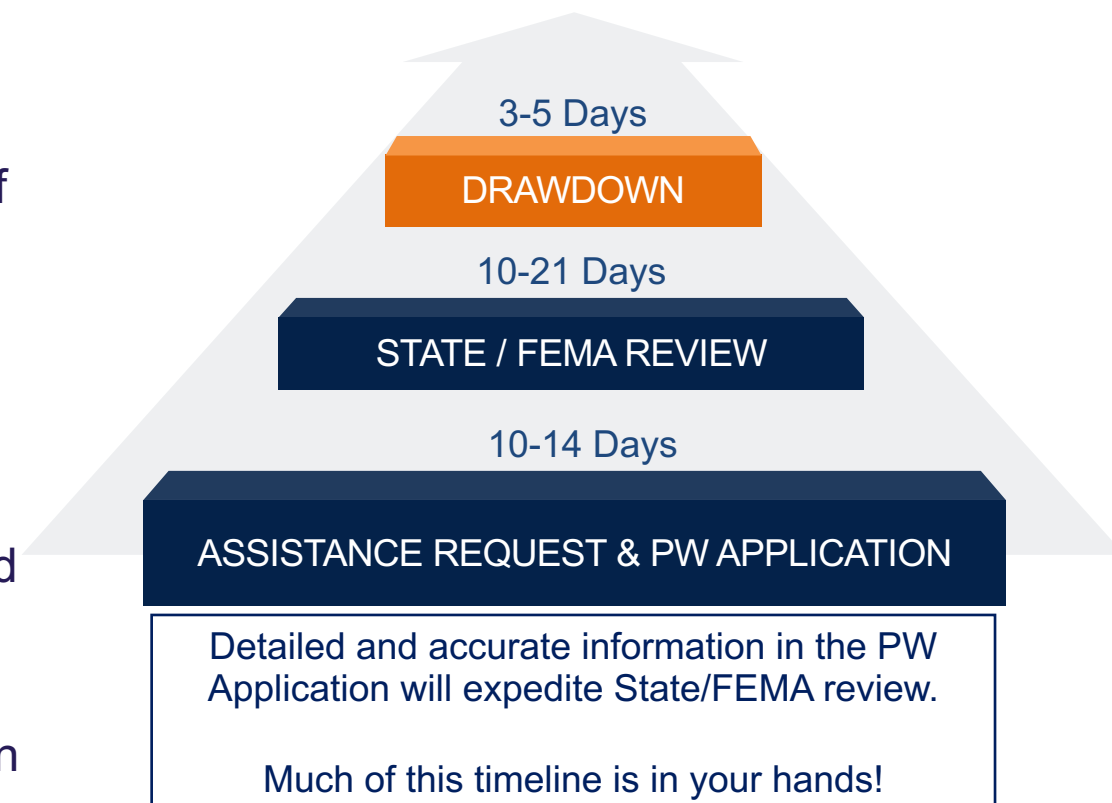 3-5 Days
DRAWDOWN
10-21 Days
STATE / FEMA REVIEW
10-14 Days
ASSISTANCE REQUEST & PW APPLICATION
Detailed and accurate information in the PW
Application will expedite State/FEMA review.
Much of this timeline is in your hands!